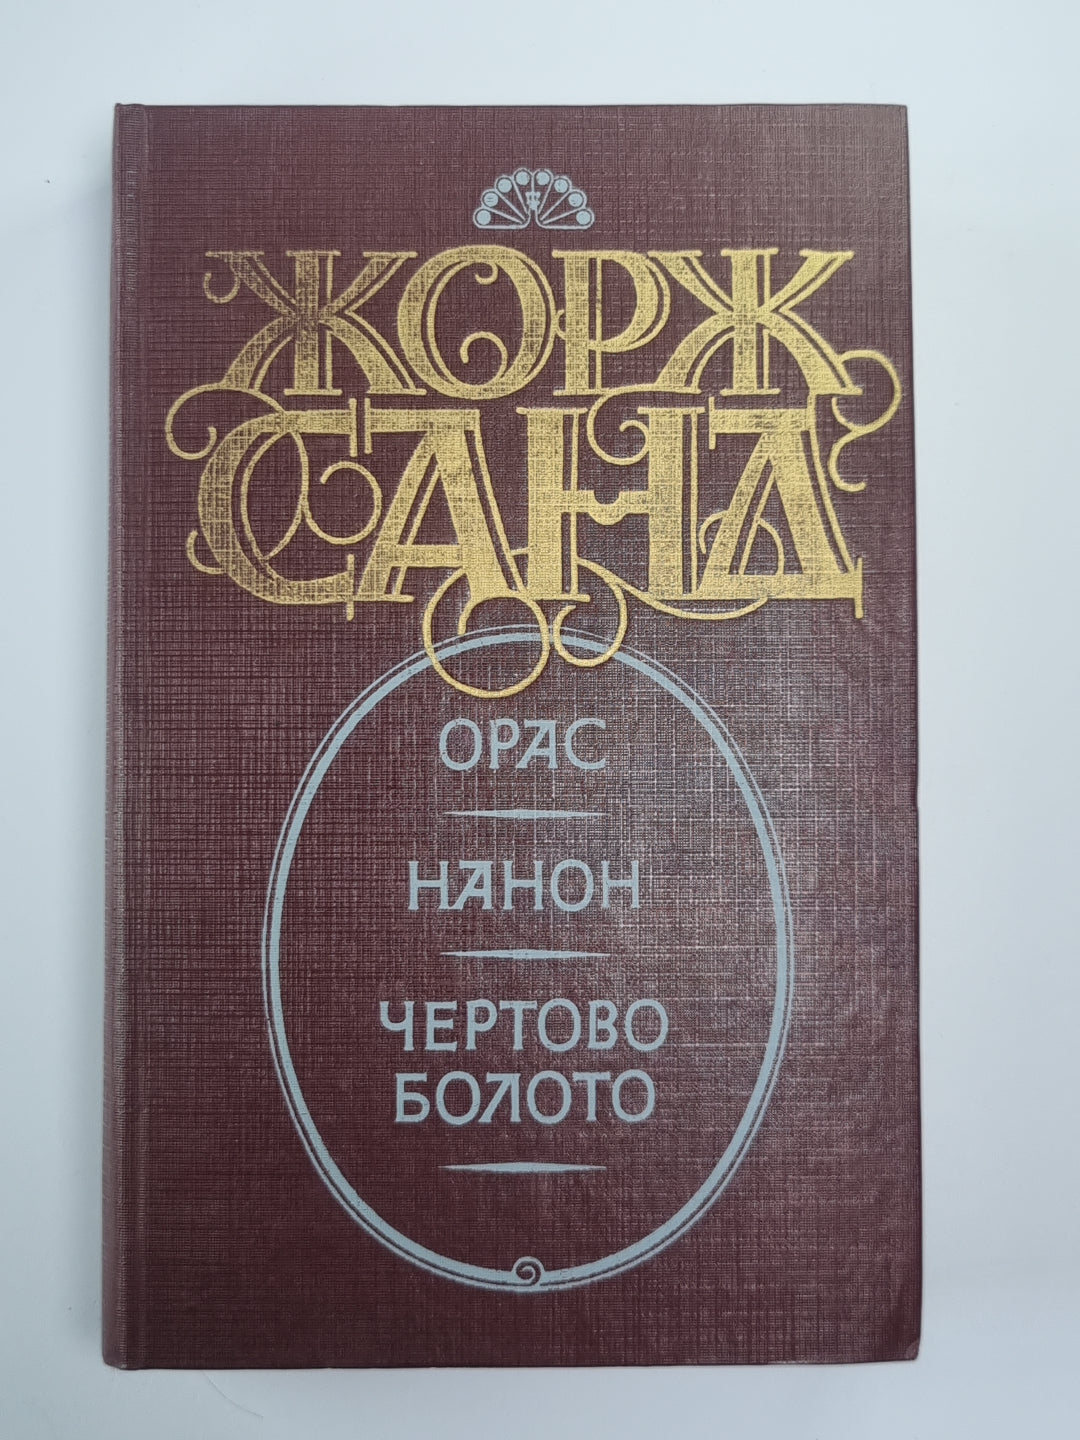 ЖОРЖ
САНД
ОРАС
НАНОН
ЧЕРТОВО
БОЛОТО